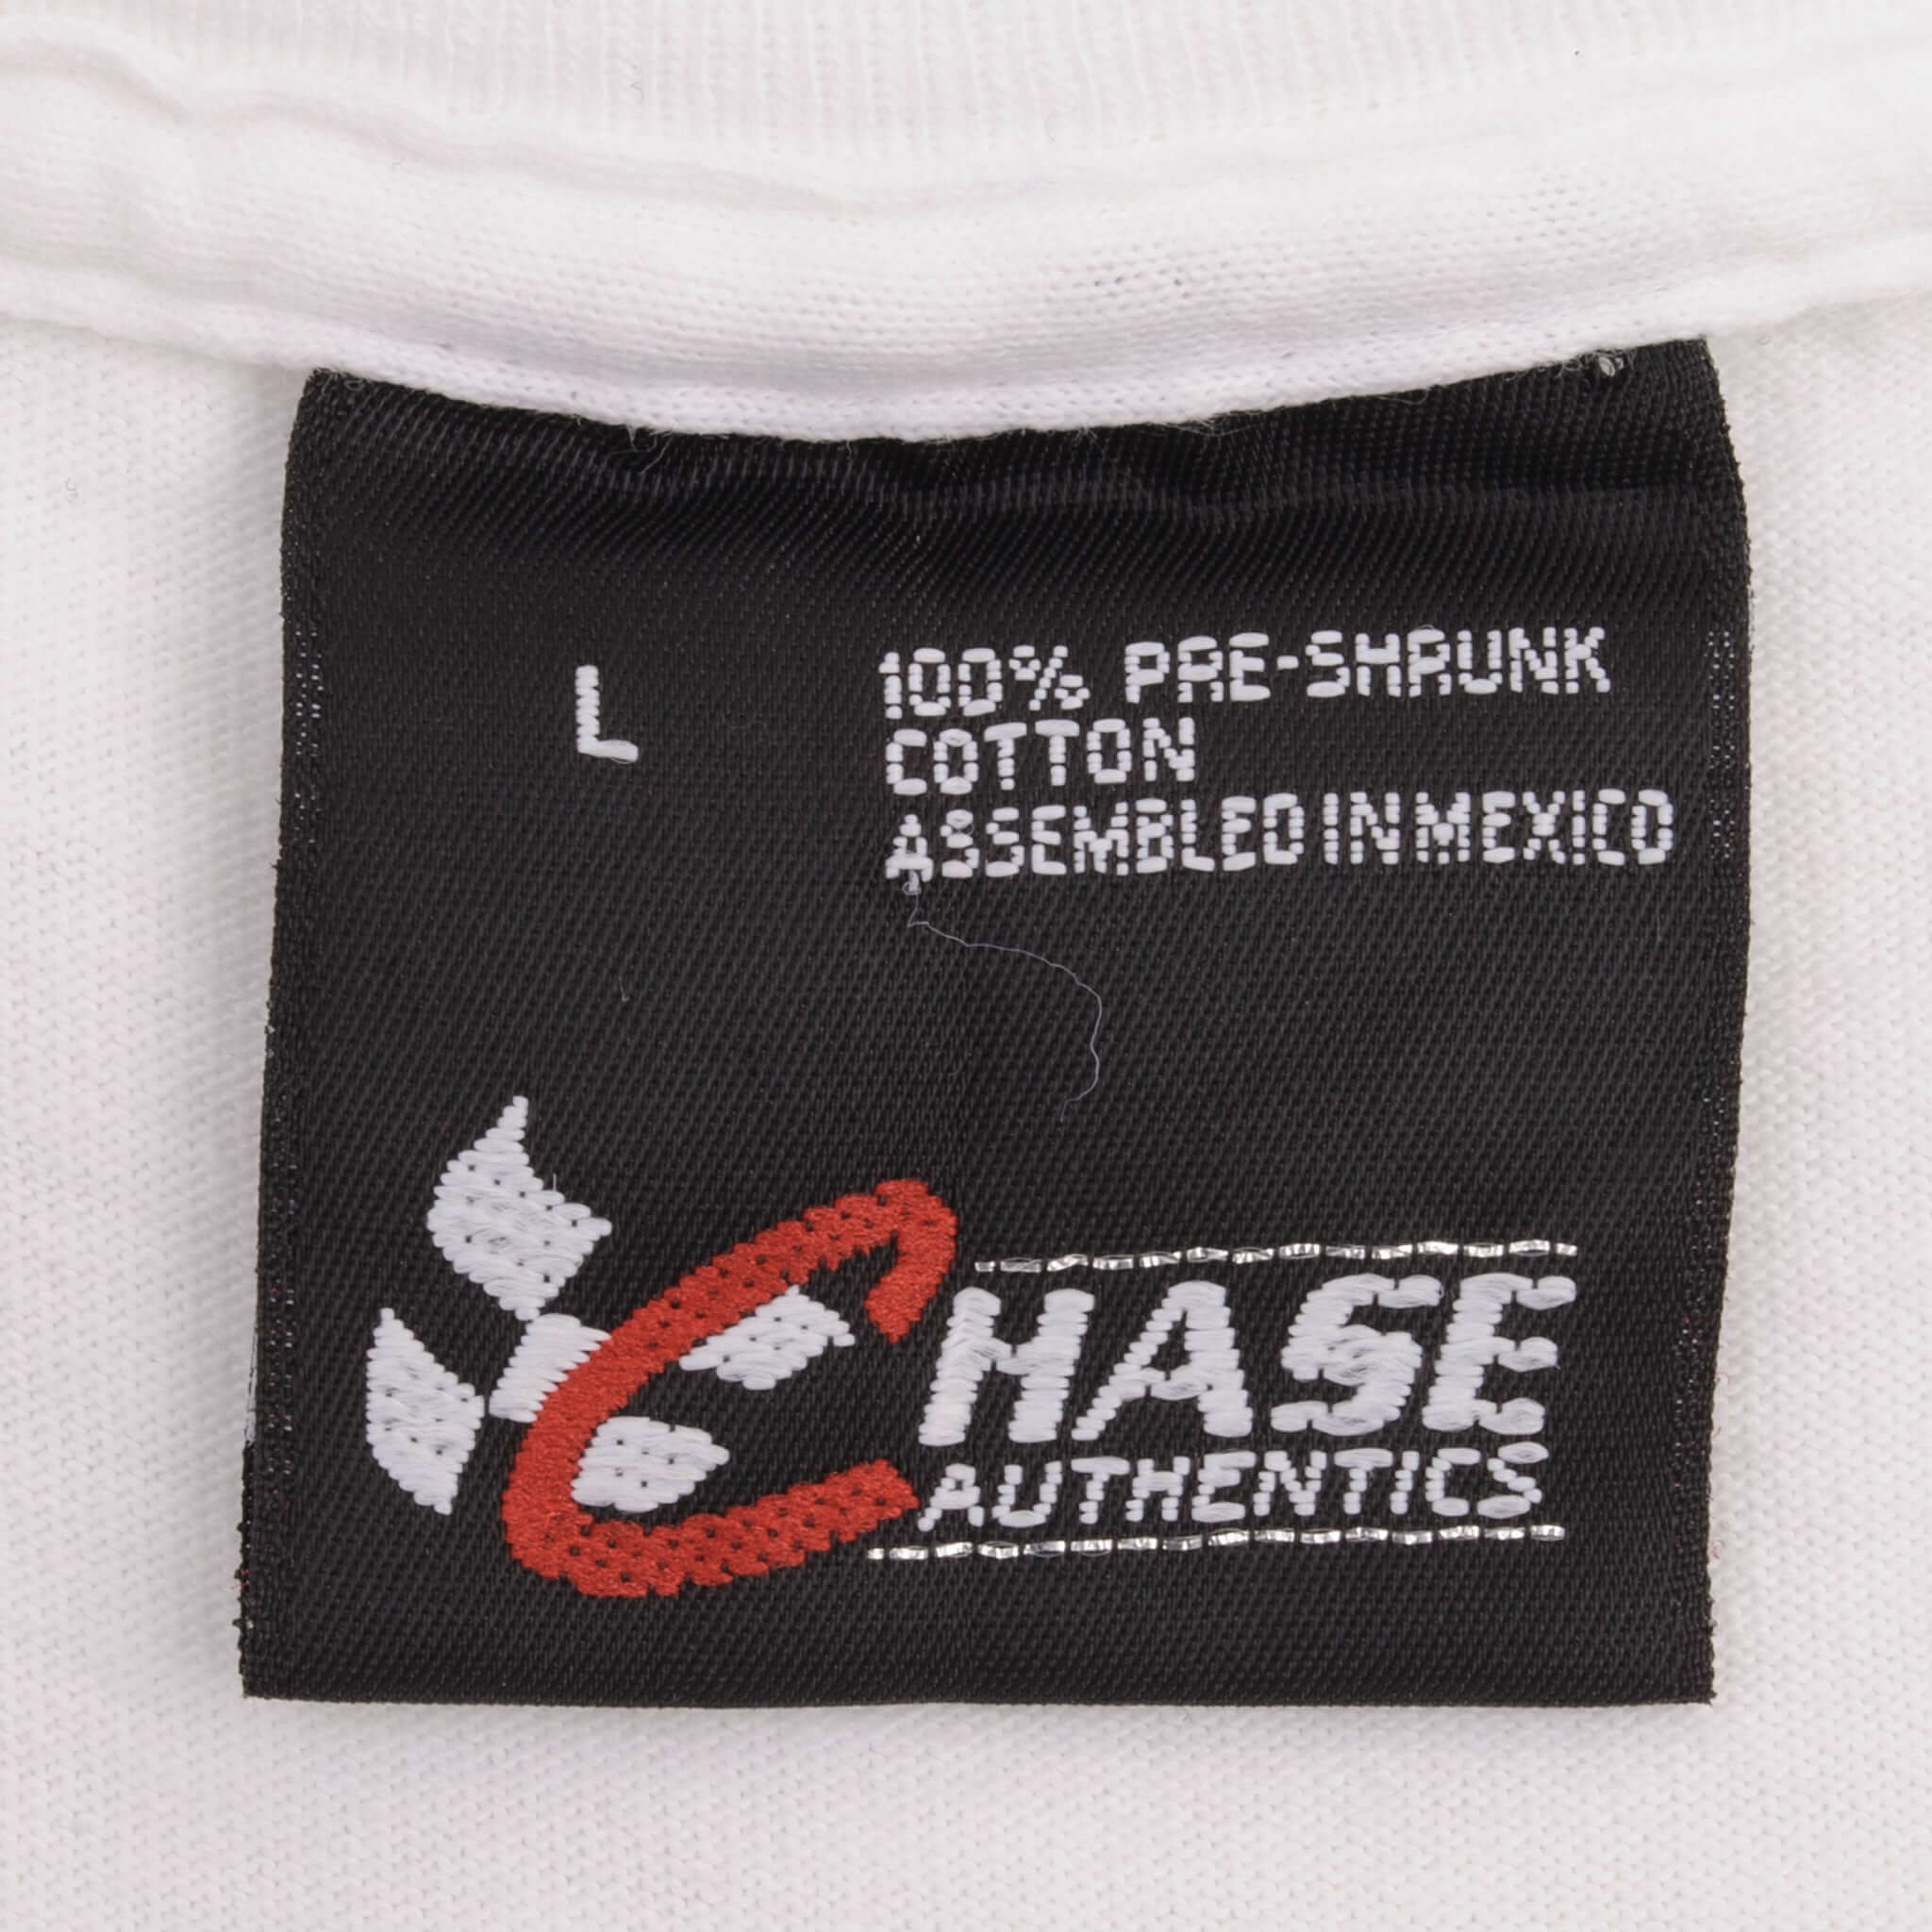 L
100% PRE-SHRUNK
COTTON
ASSEMBLED IN MEXICO
CHASE
AUTHENTICS